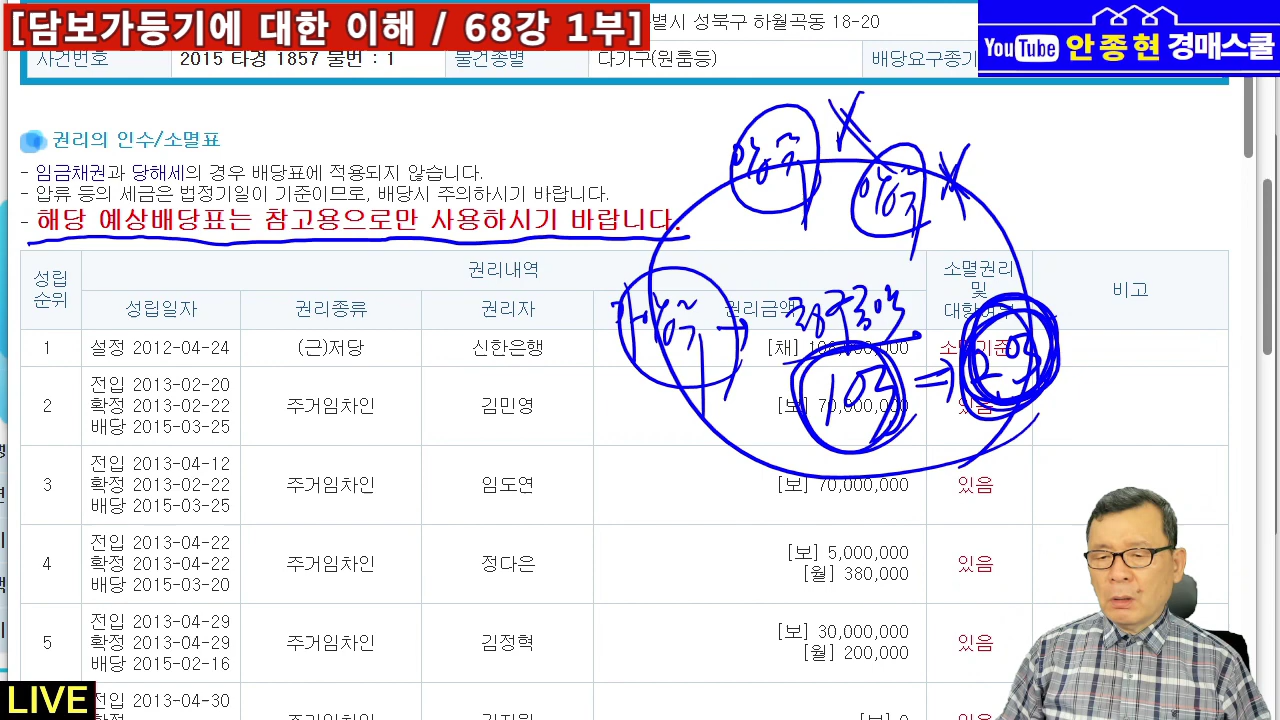 [담보가등기에 대한 이해 / 68강 1부]
별시 성북구 하월곡동 18-20
YouTube 안종현 경매스쿨
사건번호 2015 타경 1857 물번 : 1 물건종별 다가구(원룸등) 배당요구종기
권리의 인수/소멸표
- 임금채권과 당해세의 경우 배당표에 적용되지 않습니다.
- 압류 등의 세금은 법정기일이 기준이므로, 배당시 주의하시기 바랍니다.
- 해당 예상배당표는 참고용으로만 사용하시기 바랍니다.
성립순위 권리내역 소멸권리 및 비고
성립일자 권리종류 권리자 권리금액
1 설정 2012-04-24 (근)저당 신한은행 [채] 소멸기준
전입 2013-02-20
2 확정 2013-02-22 주거임차인 김민영 [보] 70,000,000 있음
배당 2015-03-25
전입 2013-04-12
3 확정 2013-02-22 주거임차인 임도연 [보] 70,000,000 있음
배당 2015-03-25
전입 2013-04-22 [보] 5,000,000
4 확정 2013-04-22 주거임차인 정다은 [월] 380,000 있음
배당 2015-03-20
전입 2013-04-29 [보] 30,000,000
5 확정 2013-04-29 주거임차인 김정혁 [월] 200,000 있음
배당 2015-02-16
전입 2013-04-30
LIVE